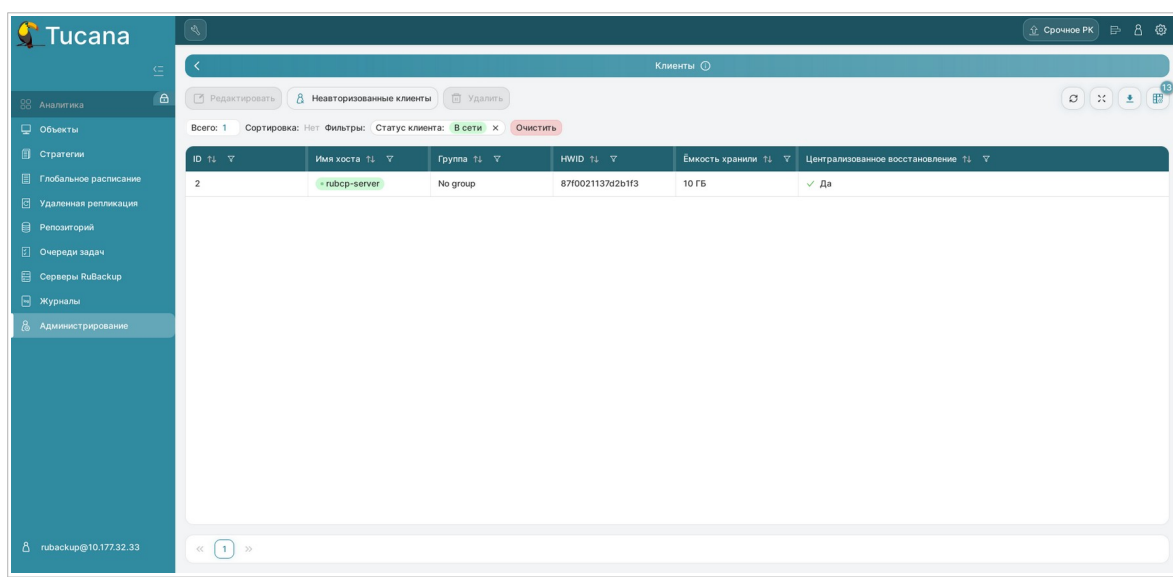 Tucana
Срочное РК
Клиенты
Аналитика
Редактировать
Неавторизованные клиенты
Удалить
13
Объекты
Всего: 1 Сортировка: Нет Фильтры: Статус клиента: В сети × Очистить
Стратегии
ID Имя хоста Группа HWID Ёмкость хранили Централизованное восстановление
Глобальное расписание
2 rubcp-server No group 87f0021137d2b1f3 10 ГБ Да
Удаленная репликация
Репозиторий
Очереди задач
Серверы RuBackup
Журналы
Администрирование
rubackup@10.177.32.33
« 1 »